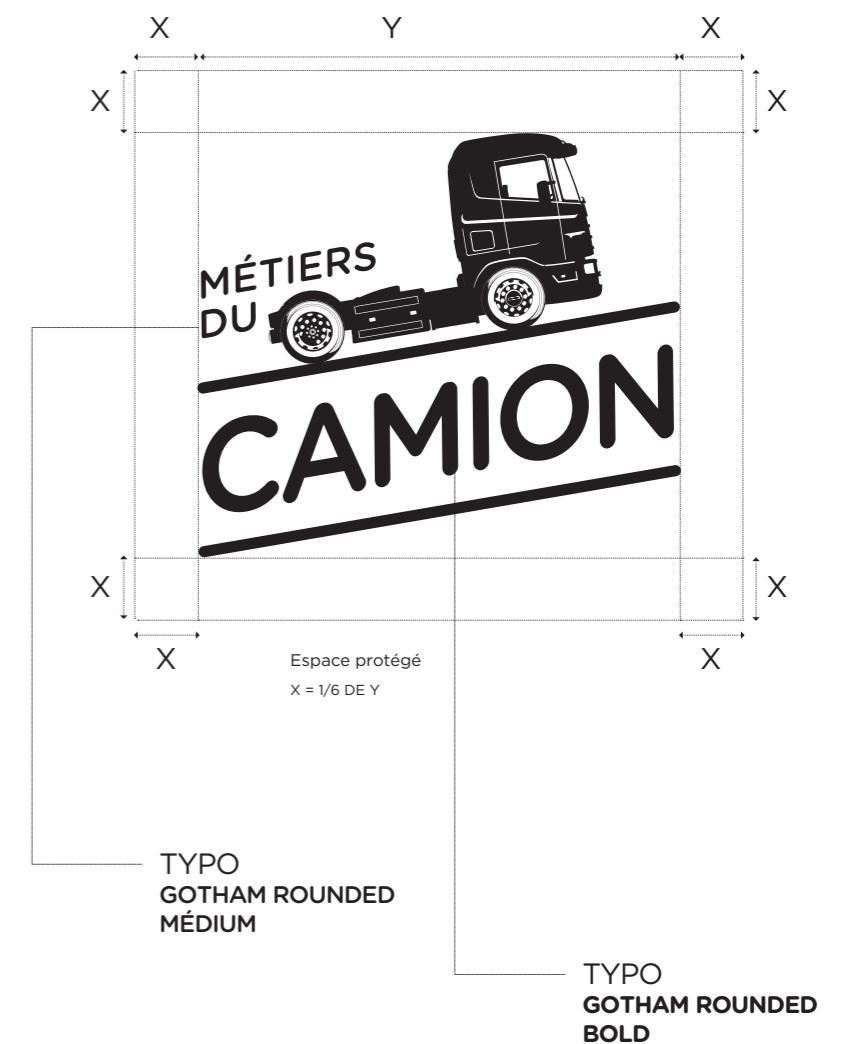 X Y X
X X
MÉTIERS
DU
CAMION
X X
X X
Espace protégé
X = 1/6 DE Y
TYPO
GOTHAM ROUNDED
MÉDIUM
TYPO
GOTHAM ROUNDED
BOLD